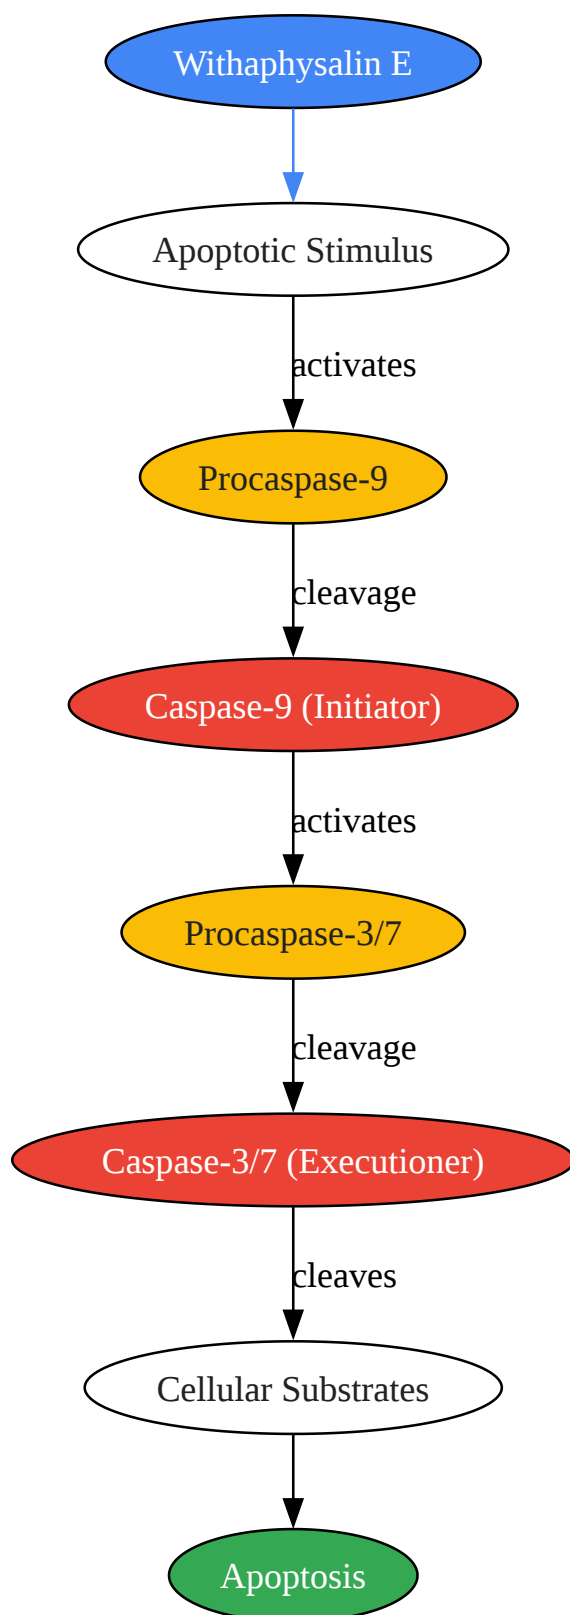 Withaphysalin E
Apoptotic Stimulus
activates
Procaspase-9
cleavage
Caspase-9 (Initiator)
activates
Procaspase-3/7
cleavage
Caspase-3/7 (Executioner)
cleaves
Cellular Substrates
Apoptosis